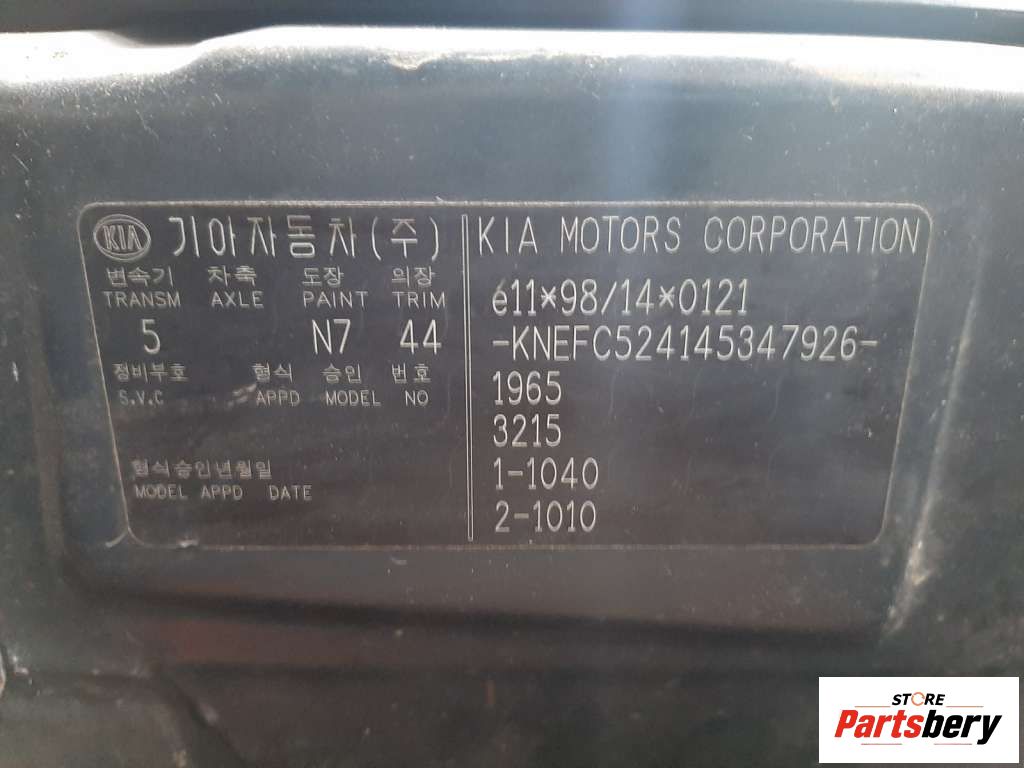 KIA 기아자동차(주)
변속기 차축 도장 의장
TRANSM AXLE PAINT TRIM
5 N7 44
정비부호 형식 승인 번호
S.V.C APPD MODEL NO
형식승인년월일
MODEL APPD DATE
KIA MOTORS CORPORATION
e11*98/14*0121
-KNEFC524145347926-
1965
3215
1-1040
2-1010
STORE
Partsbery